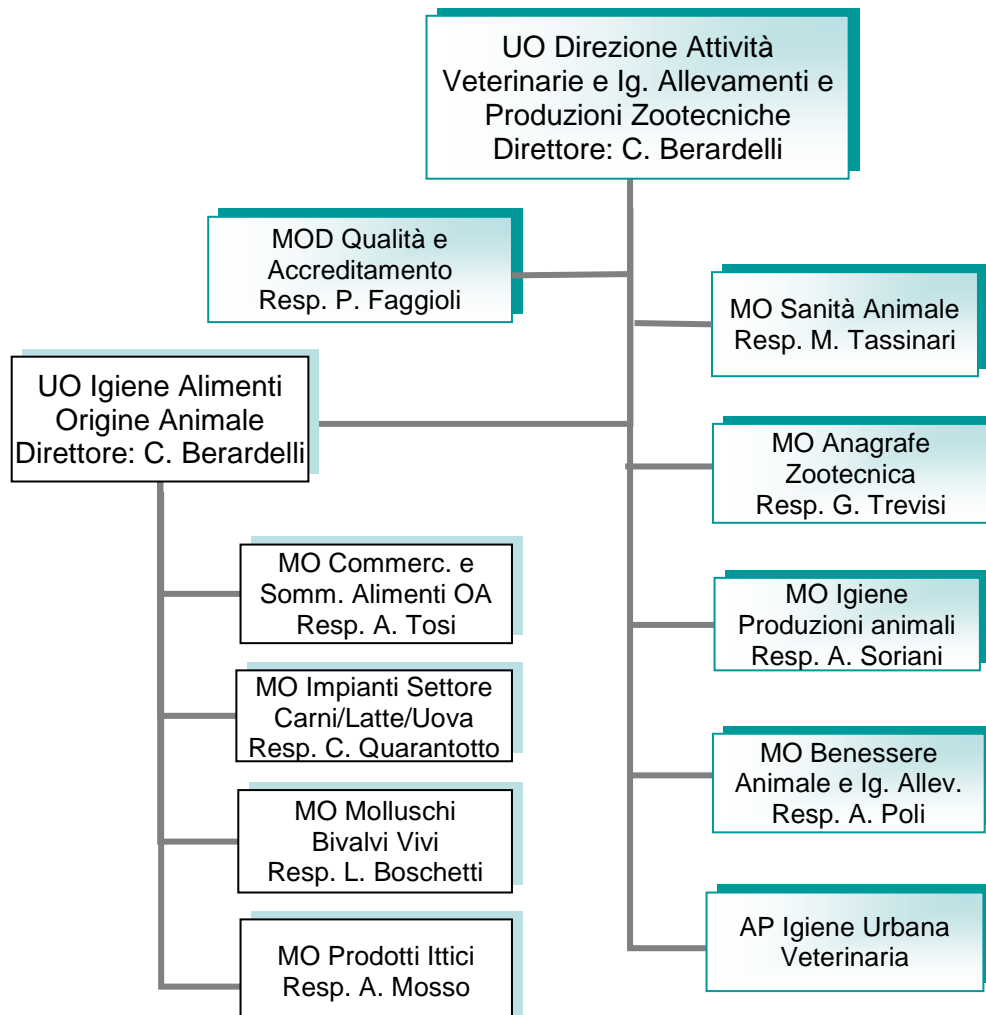 UO Direzione Attività
Veterinarie e Ig. Allevamenti e
Produzioni Zootecniche
Direttore: C. Berardelli
MOD Qualità e
Accreditamento
Resp. P. Faggioli
MO Sanità Animale
Resp. M. Tassinari
UO Igiene Alimenti
Origine Animale
Direttore: C. Berardelli
MO Anagrafe
Zootecnica
Resp. G. Trevisi
MO Commerc. e
Somm. Alimenti OA
Resp. A. Tosi
MO Igiene
Produzioni animali
Resp. A. Soriani
MO Impianti Settore
Carni/Latte/Uova
Resp. C. Quarantotto
MO Benessere
Animale e Ig. Allev.
Resp. A. Poli
MO Molluschi
Bivalvi Vivi
Resp. L. Boschetti
AP Igiene Urbana
Veterinaria
MO Prodotti Ittici
Resp. A. Mosso